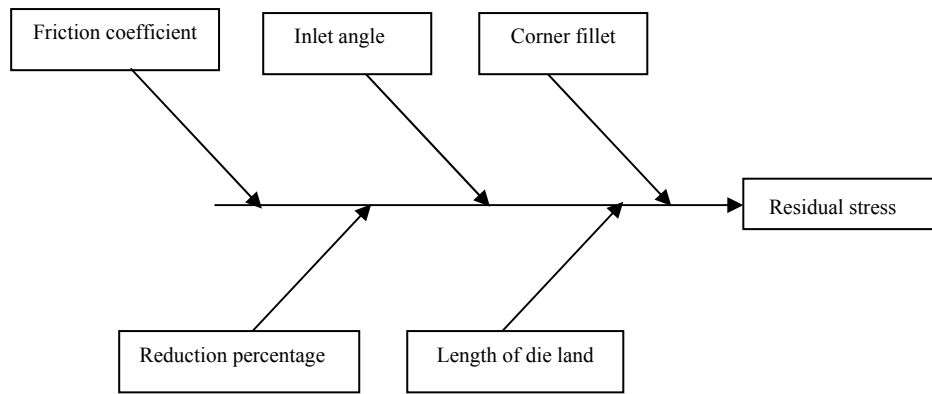 Friction coefficient
Inlet angle
Corner fillet
Residual stress
Reduction percentage
Length of die land